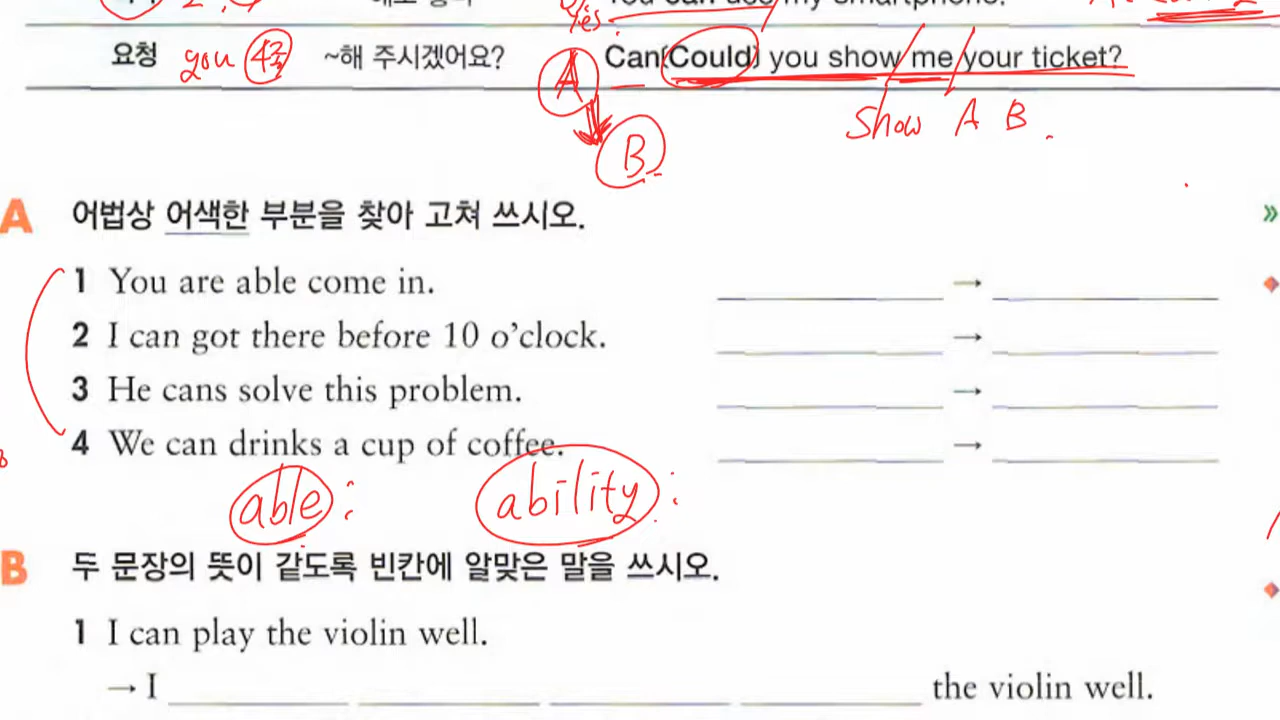 요청 you 4륵 ~해 주시겠어요? Can(Could) you show me your ticket?
A
B
Show A B .
A 어법상 어색한 부분을 찾아 고쳐 쓰시오.
1 You are able come in. →
2 I can got there before 10 o'clock. →
3 He cans solve this problem. →
4 We can drinks a cup of coffee. →
able : ability :
B 두 문장의 뜻이 같도록 빈칸에 알맞은 말을 쓰시오.
1 I can play the violin well.
→ I the violin well.